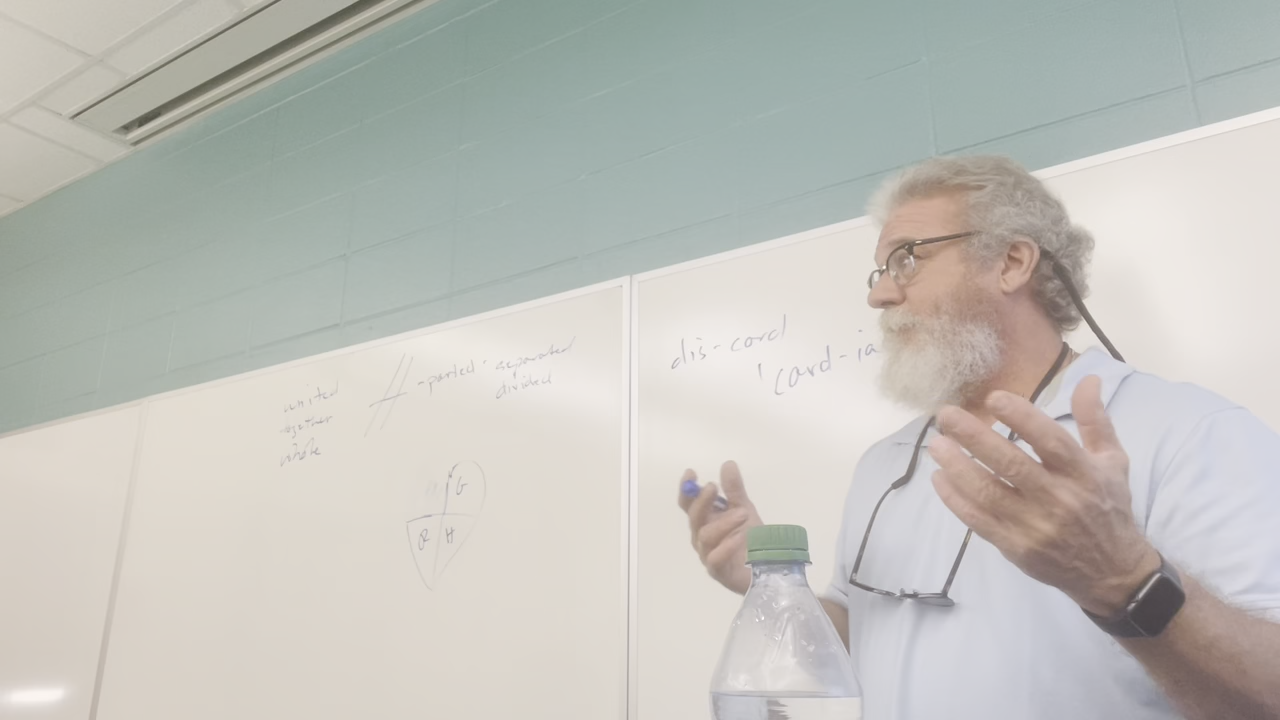 united
together
whole
// -parted- separated
divided
G
R H
dis-cord
'card-ia